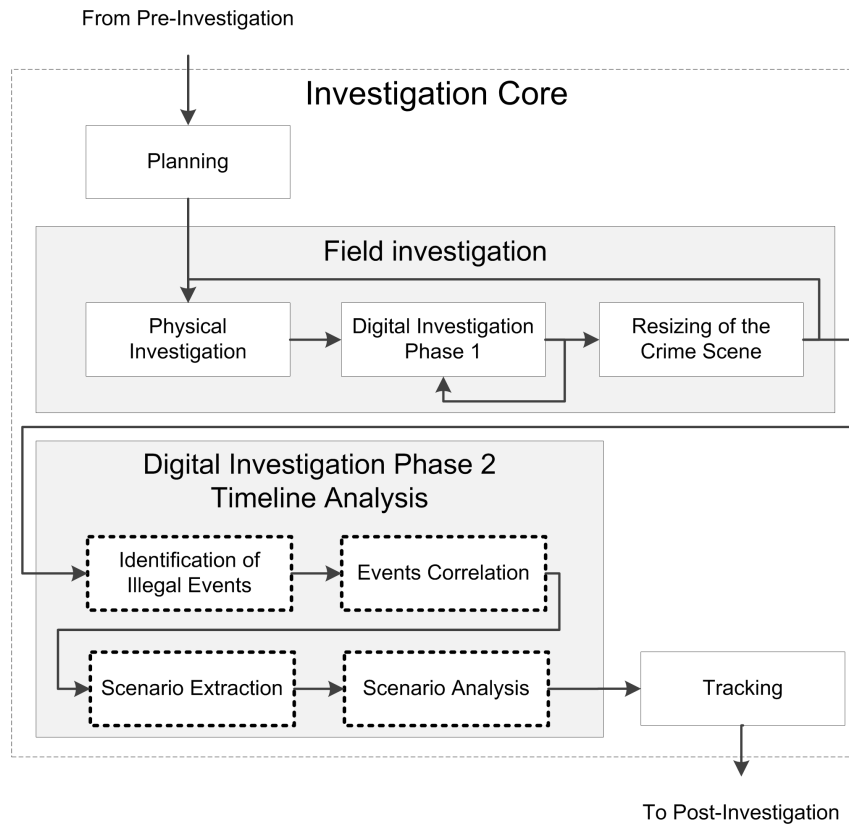 From Pre-Investigation
Investigation Core
Planning
Field investigation
Physical
Investigation
Digital Investigation
Phase 1
Resizing of the
Crime Scene
Digital Investigation Phase 2
Timeline Analysis
Identification of
Illegal Events
Events Correlation
Scenario Extraction
Scenario Analysis
Tracking
To Post-Investigation